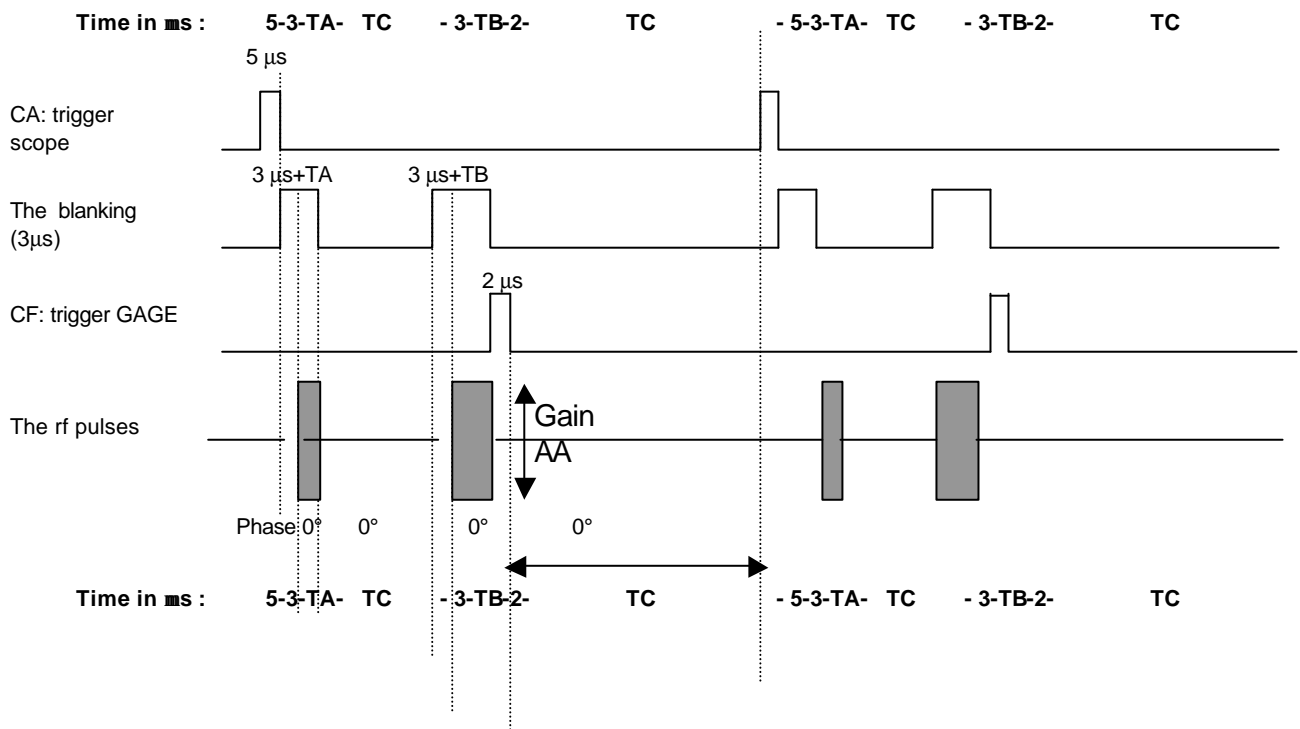 Time in ms : 5-3-TA- TC - 3-TB-2- TC - 5-3-TA- TC - 3-TB-2- TC
5 μs
CA: trigger
scope
3 μs+TA 3 μs+TB
The blanking
(3μs)
2 μs
CF: trigger GAGE
The rf pulses
Gain
AA
Phase 0° 0° 0° 0°
Time in ms : 5-3-TA- TC - 3-TB-2- TC - 5-3-TA- TC - 3-TB-2- TC